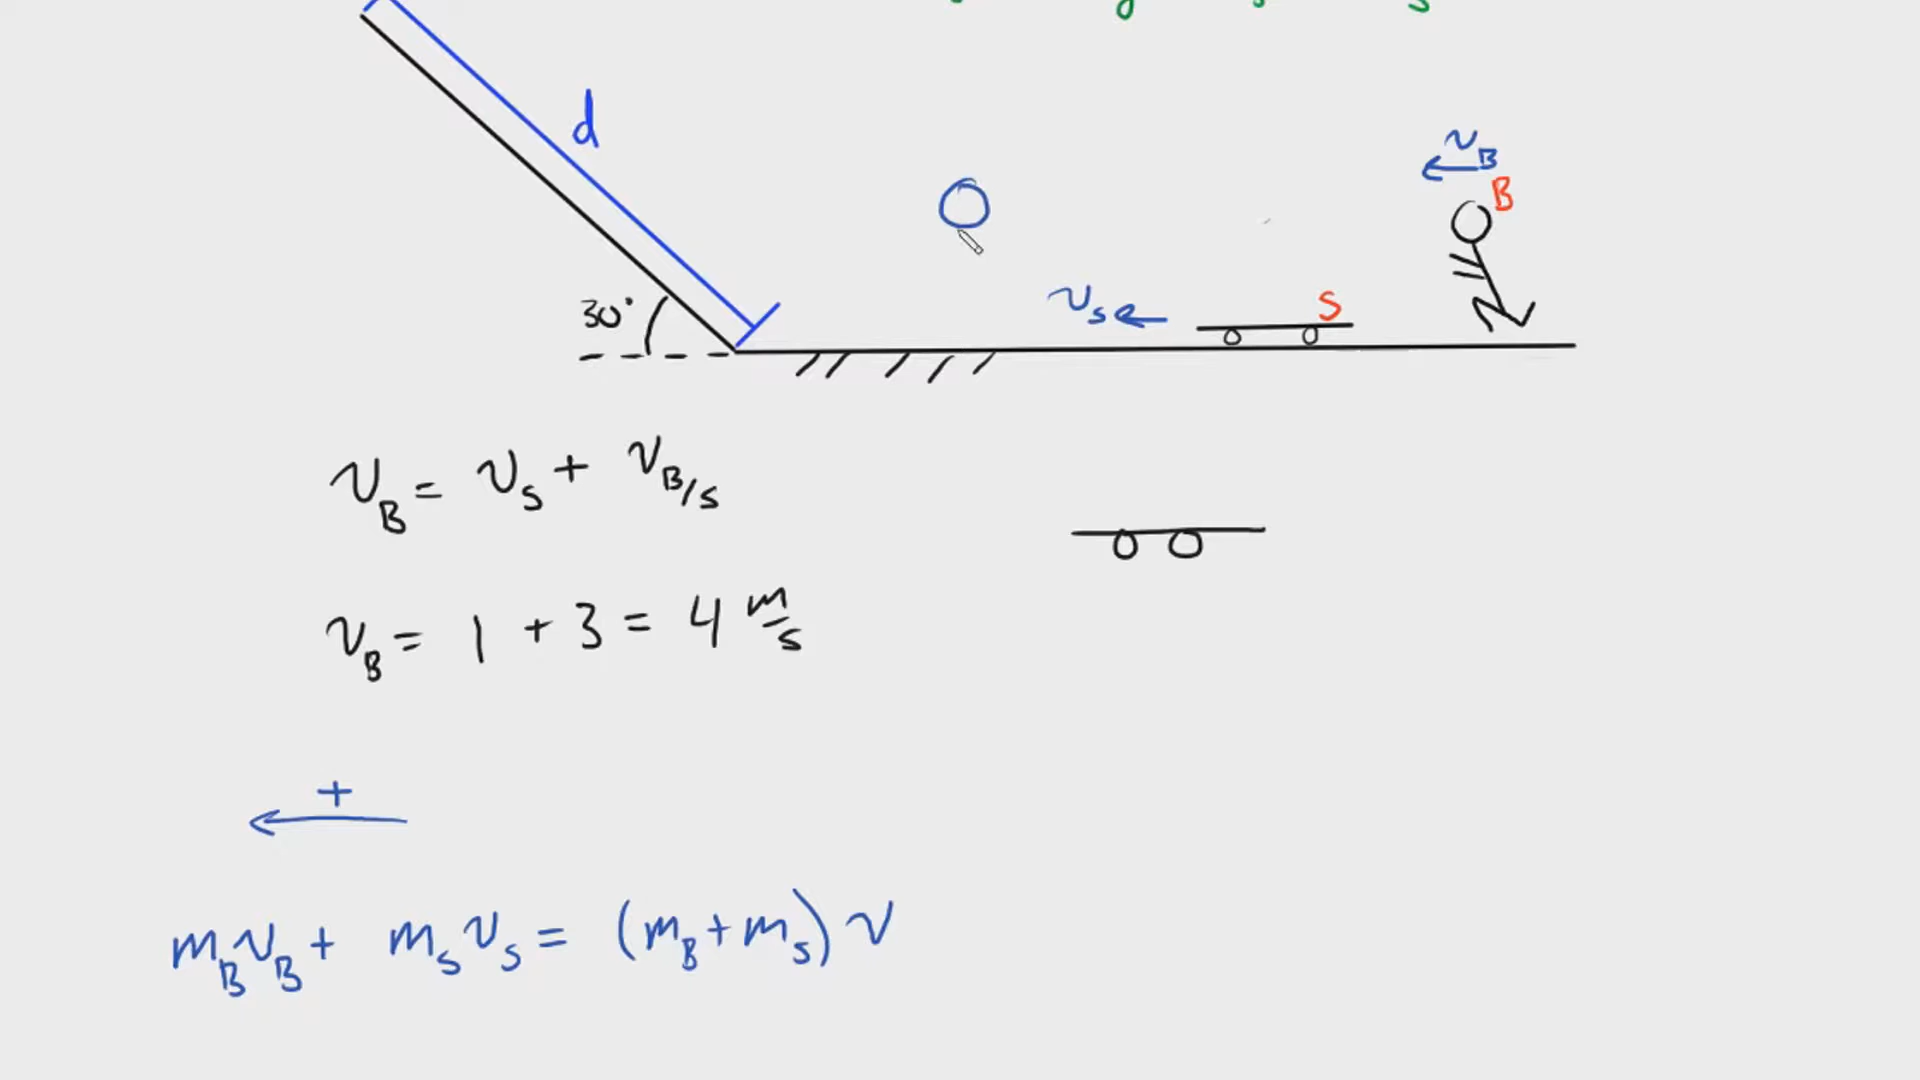 d
v_B
B
30°
v_S
S
v_B = v_S + v_B/S
v_B = 1 + 3 = 4 m/s
+
m_B v_B + m_S v_S = (m_B + m_S) v